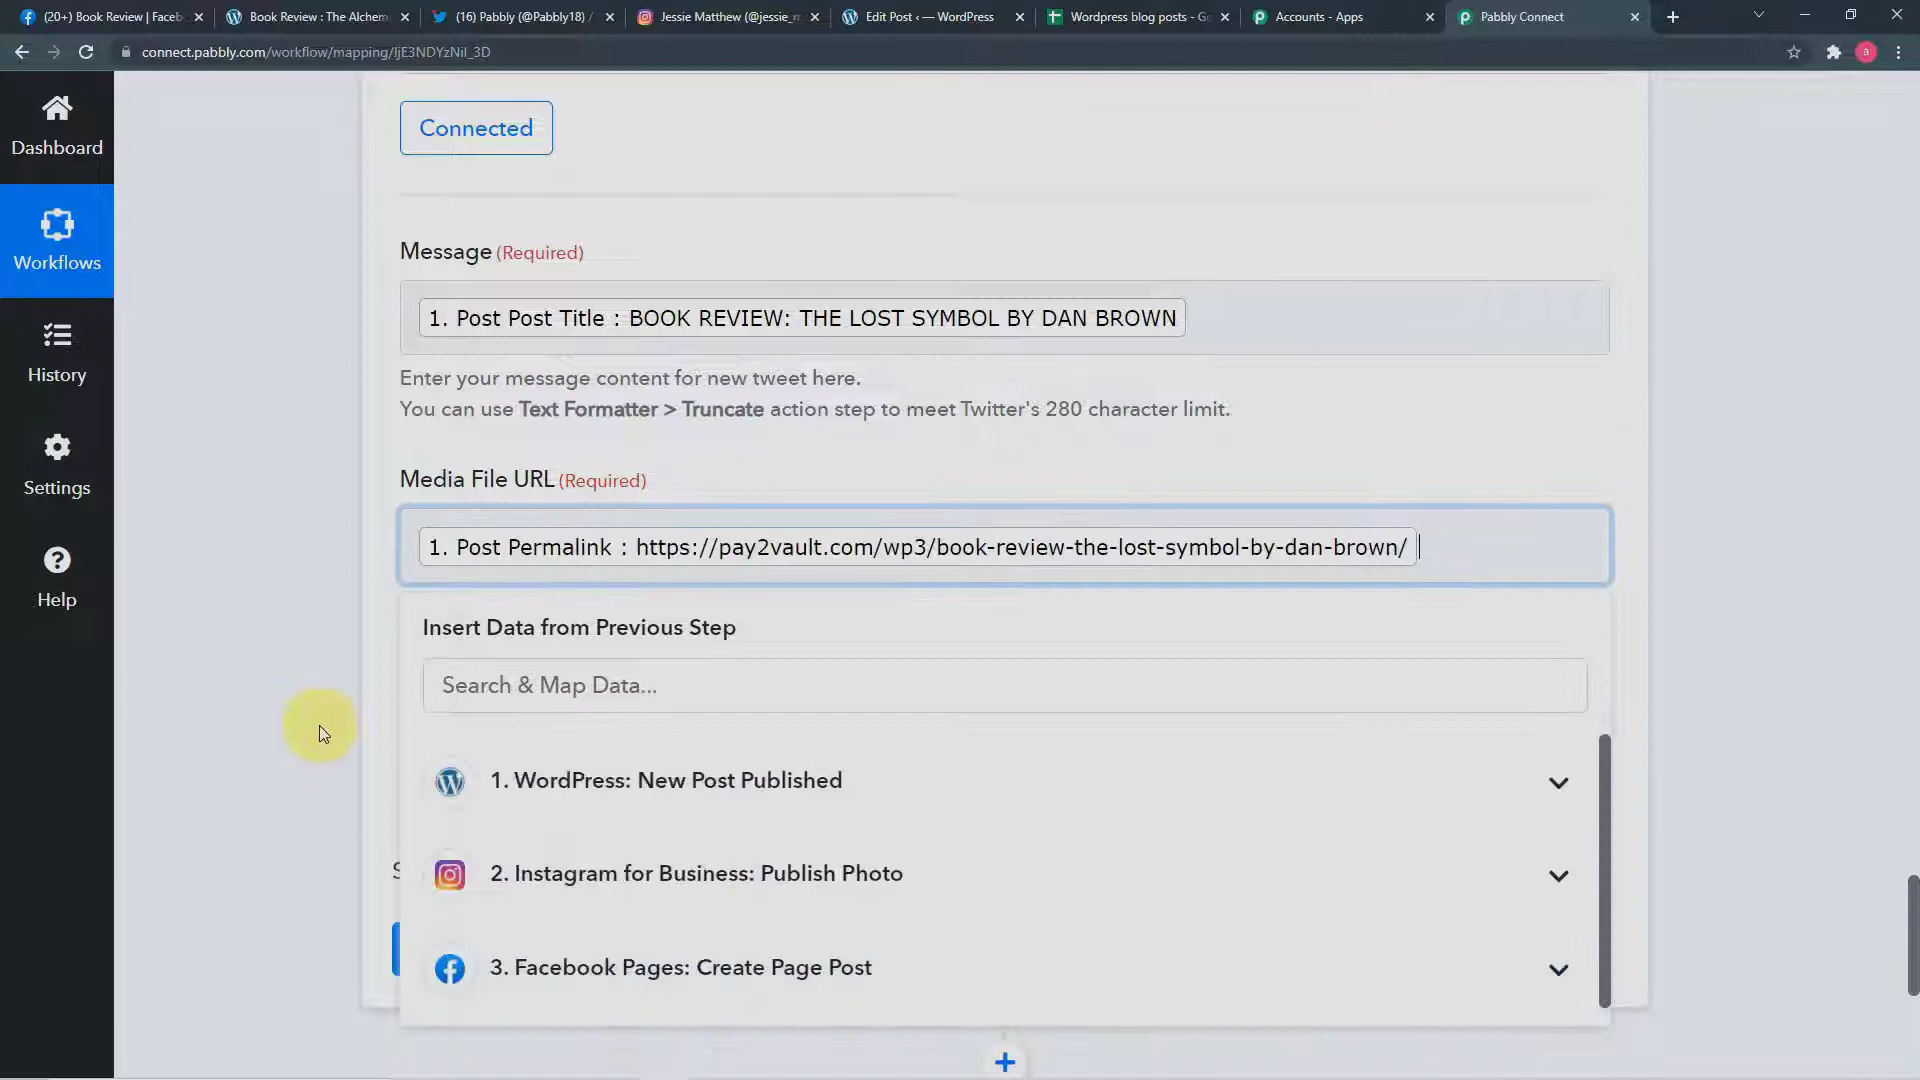 (20+) Book Review | Faceb
Book Review : The Alchem
(16) Pabbly (@Pabbly18) /
Jessie Matthew (@jessie_m
Edit Post ‹ — WordPress
Wordpress blog posts - Go
Accounts - Apps
Pabbly Connect
connect.pabbly.com/workflow/mapping/IjE3NDYzNiI_3D
a
Dashboard
Workflows
History
Settings
Help
Connected
Message (Required)
1. Post Post Title : BOOK REVIEW: THE LOST SYMBOL BY DAN BROWN
Enter your message content for new tweet here.
You can use Text Formatter > Truncate action step to meet Twitter's 280 character limit.
Media File URL (Required)
1. Post Permalink : https://pay2vault.com/wp3/book-review-the-lost-symbol-by-dan-brown/
Insert Data from Previous Step
Search & Map Data...
1. WordPress: New Post Published
S
2. Instagram for Business: Publish Photo
3. Facebook Pages: Create Page Post